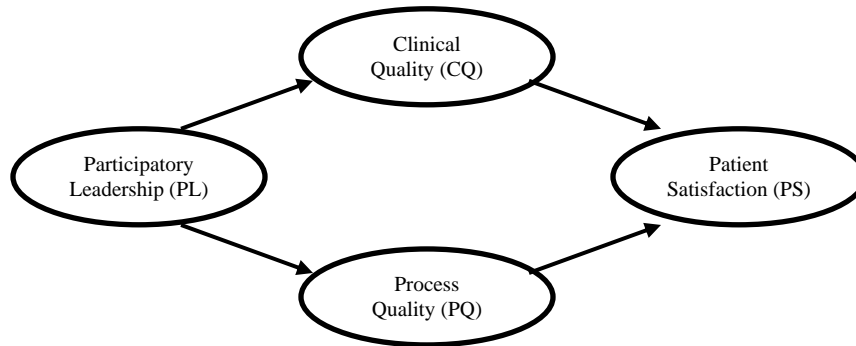 Clinical
Quality (CQ)
Participatory
Leadership (PL)
Patient
Satisfaction (PS)
Process
Quality (PQ)